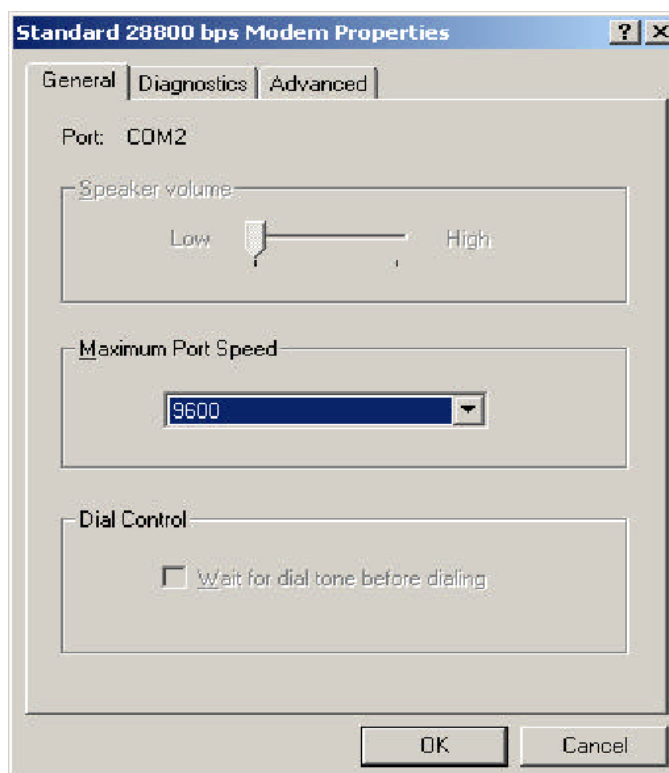 Standard 28800 bps Modem Properties
General Diagnostics Advanced
Port: COM2
Speaker volume
Low High
Maximum Port Speed
9600
Dial Control
Wait for dial tone before dialing
OK Cancel